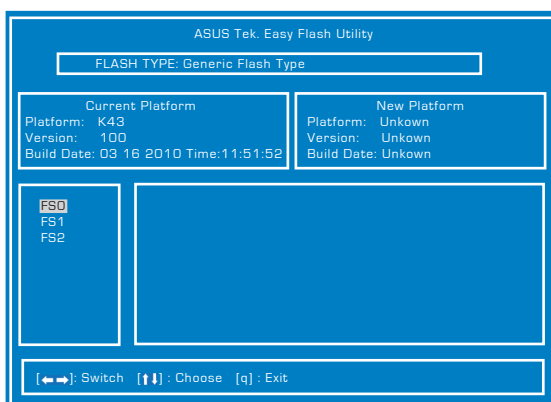 ASUS Tek. Easy Flash Utility
FLASH TYPE: Generic Flash Type
Current Platform
Platform: K43
Version: 100
Build Date: 03 16 2010 Time:11:51:52
New Platform
Platform: Unkown
Version: Unkown
Build Date: Unkown
FS0
FS1
FS2
[←→]: Switch [↑↓] : Choose [q] : Exit